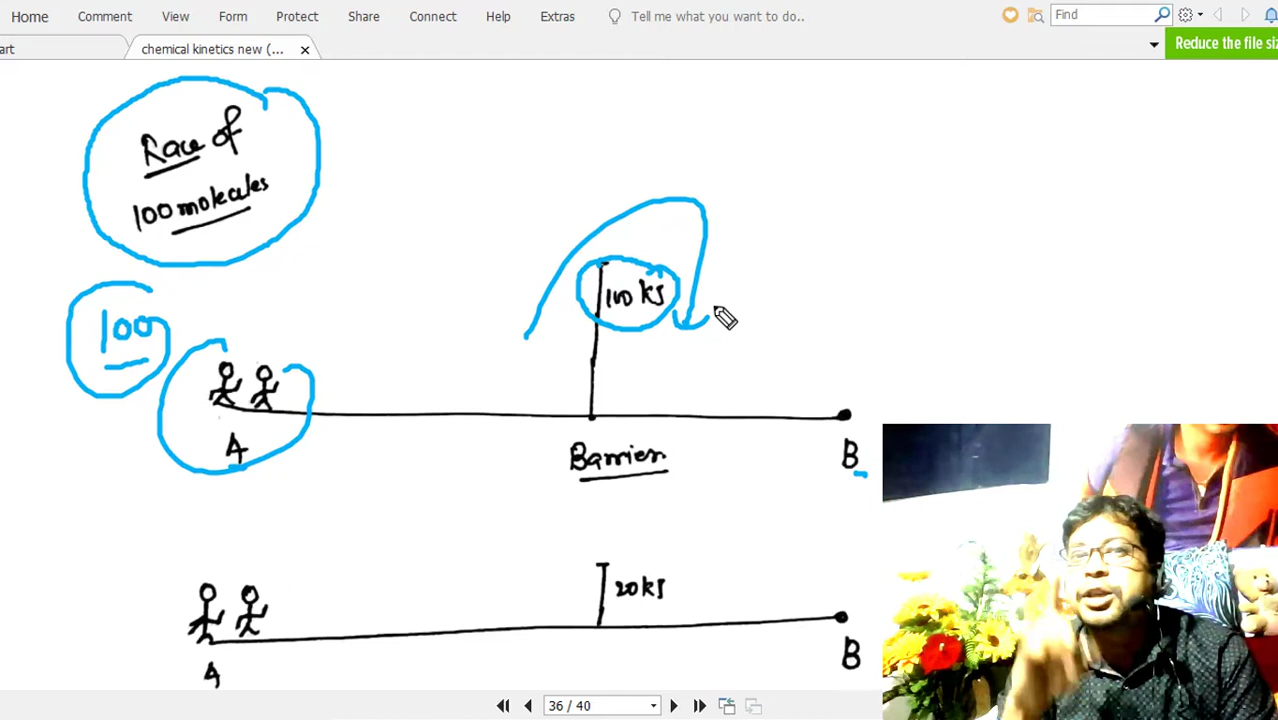 Home Comment View Form Protect Share Connect Help Extras Tell me what you want to do.. Find
art chemical kinetics new (... Reduce the file siz
Race of
100 molecules
100
100 kJ
A
Barrier
B
20 kJ
A
B
36 / 40